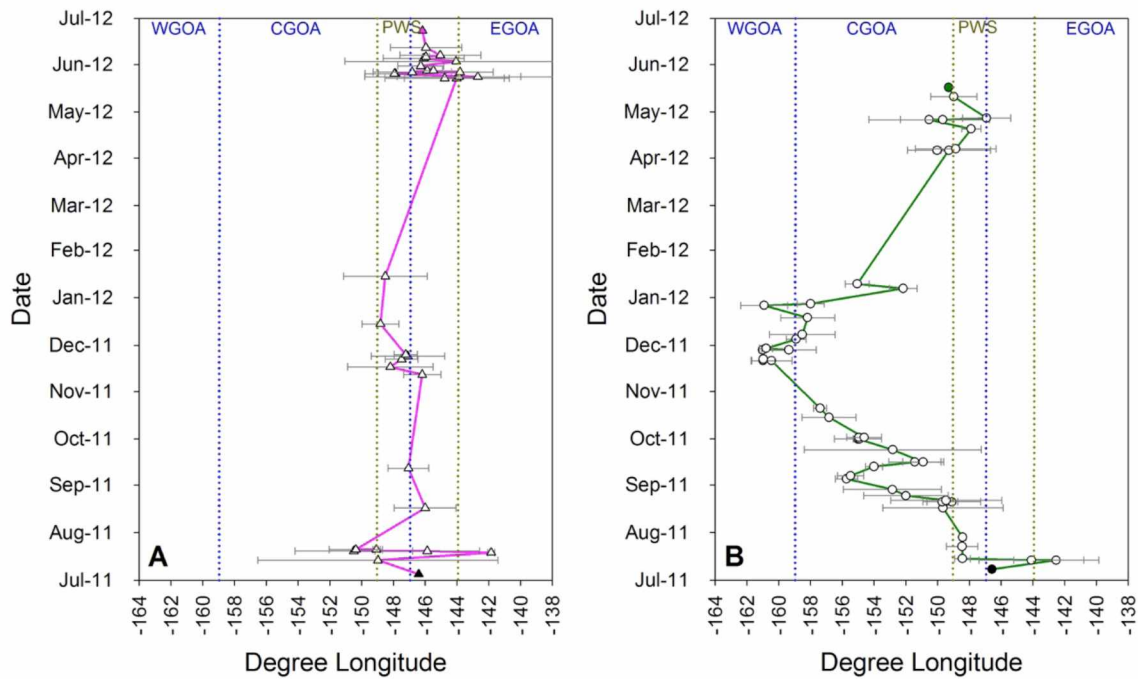 Jul-12
Jun-12
May-12
Apr-12
Mar-12
Feb-12
Jan-12
Dec-11
Nov-11
Oct-11
Sep-11
Aug-11
Jul-11
Date
WGOA CGOA PWS EGOA
A
-164 -162 -160 -158 -156 -154 -152 -150 -148 -146 -144 -142 -140 -138
Degree Longitude
Jul-12
Jun-12
May-12
Apr-12
Mar-12
Feb-12
Jan-12
Dec-11
Nov-11
Oct-11
Sep-11
Aug-11
Jul-11
Date
WGOA CGOA PWS EGOA
B
-164 -162 -160 -158 -156 -154 -152 -150 -148 -146 -144 -142 -140 -138
Degree Longitude